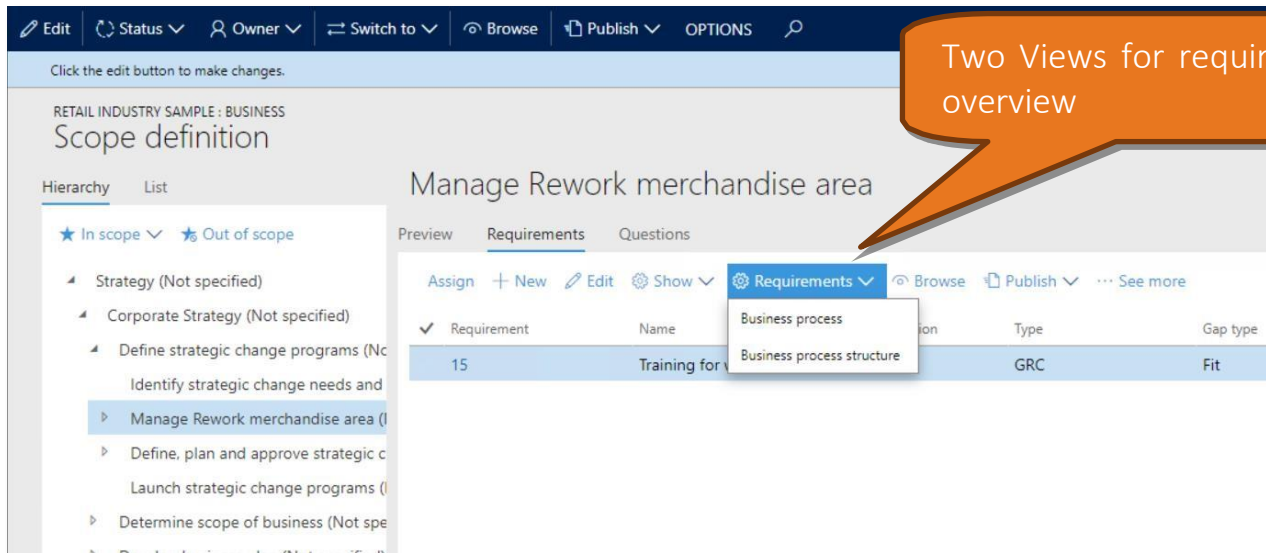 Edit Status Owner Switch to Browse Publish OPTIONS
Two Views for
overview
Click the edit button to make changes.
RETAIL INDUSTRY SAMPLE : BUSINESS
Scope definition
Hierarchy List
Manage Rework merchandise area
In scope Out of scope
Preview Requirements Questions
Strategy (Not specified)
Assign New Edit Show Requirements Browse Publish ··· See more
Corporate Strategy (Not specified)
Requirement Name Type Gap type
Business process
Business process structure
Define strategic change programs
15 Training for GRC Fit
Identify strategic change needs and
Manage Rework merchandise area
Define, plan and approve strategic
Launch strategic change programs
Determine scope of business (Not